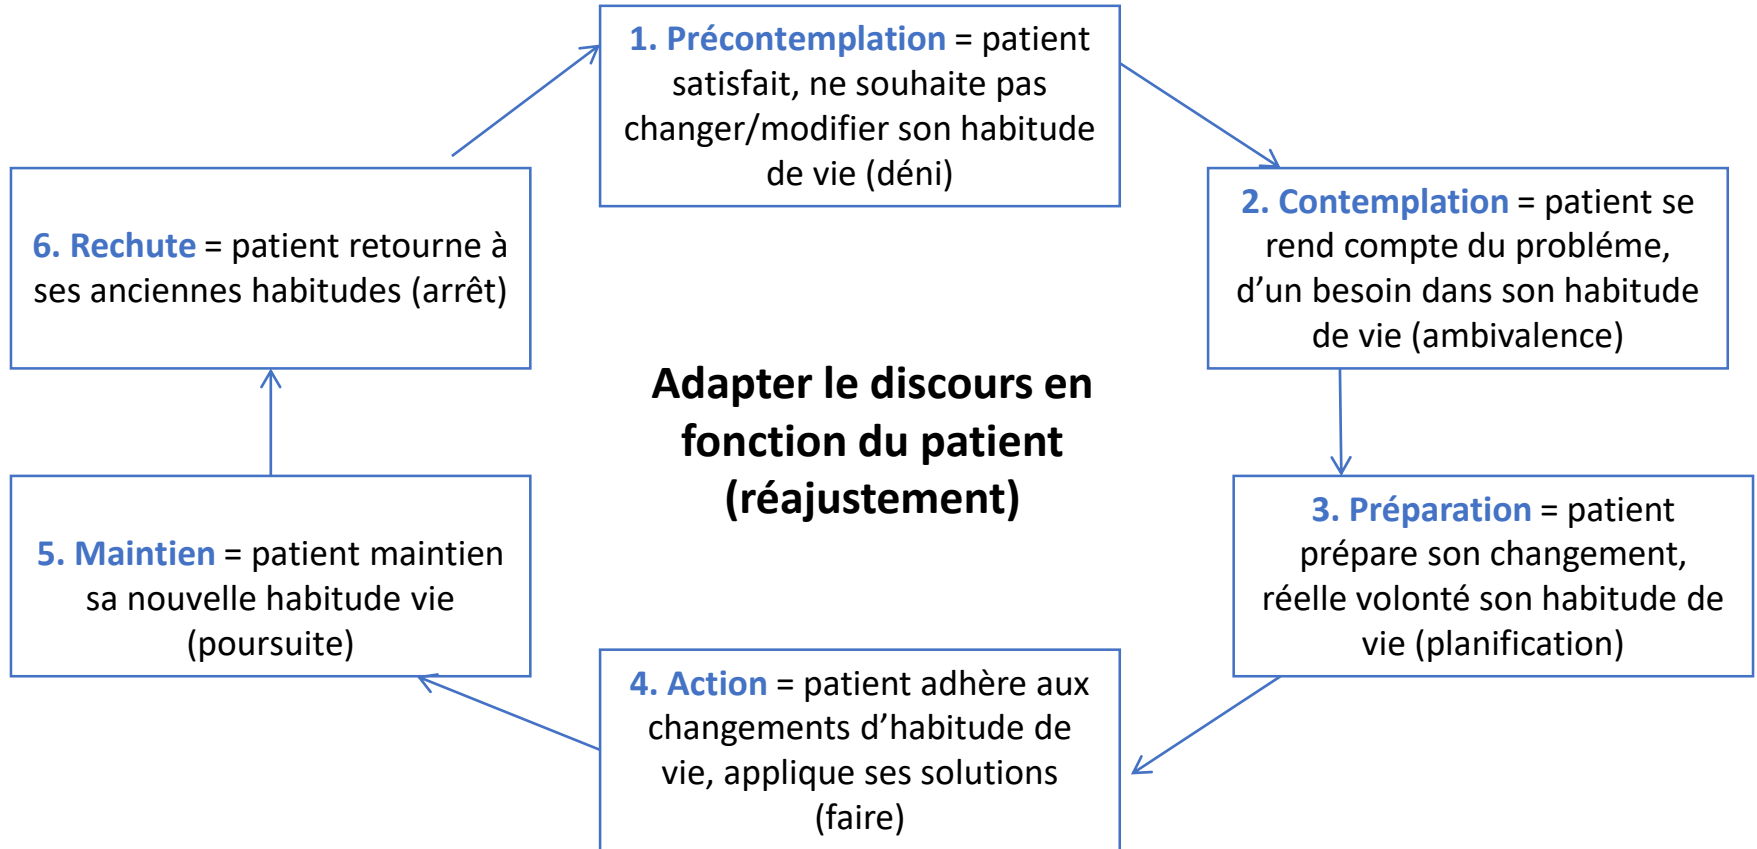 1. Précontemplation = patient
satisfait, ne souhaite pas
changer/modifier son habitude
de vie (déni)
2. Contemplation = patient se
rend compte du probléme,
d’un besoin dans son habitude
de vie (ambivalence)
3. Préparation = patient
prépare son changement,
réelle volonté son habitude de
vie (planification)
4. Action = patient adhère aux
changements d’habitude de
vie, applique ses solutions
(faire)
5. Maintien = patient maintien
sa nouvelle habitude vie
(poursuite)
6. Rechute = patient retourne à
ses anciennes habitudes (arrêt)
Adapter le discours en
fonction du patient
(réajustement)